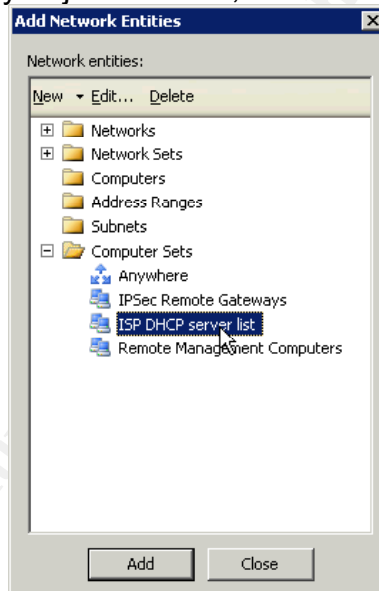 Add Network Entities
Network entities:
New Edit... Delete
Networks
Network Sets
Computers
Address Ranges
Subnets
Computer Sets
Anywhere
IPSec Remote Gateways
ISP DHCP server list
Remote Management Computers
Add Close